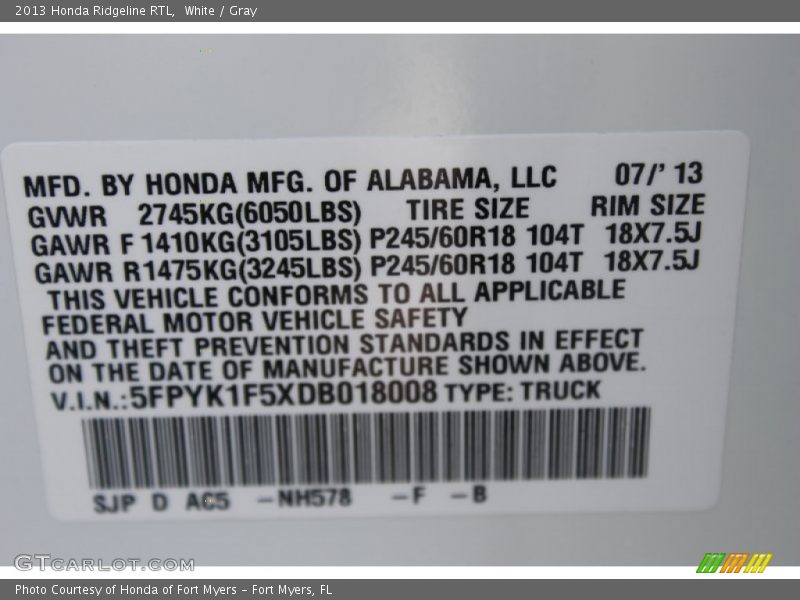 2013 Honda Ridgeline RTL, White / Gray
MFD. BY HONDA MFG. OF ALABAMA, LLC 07/' 13
GVWR 2745KG(6050LBS) TIRE SIZE RIM SIZE
GAWR F 1410KG(3105LBS) P245/60R18 104T 18X7.5J
GAWR R1475KG(3245LBS) P245/60R18 104T 18X7.5J
THIS VEHICLE CONFORMS TO ALL APPLICABLE
FEDERAL MOTOR VEHICLE SAFETY
AND THEFT PREVENTION STANDARDS IN EFFECT
ON THE DATE OF MANUFACTURE SHOWN ABOVE.
V.I.N.:5FPYK1F5XDB018008 TYPE: TRUCK
SJP D AC5 -NH578 -F -B
GTcarlot.com
Photo Courtesy of Honda of Fort Myers - Fort Myers, FL